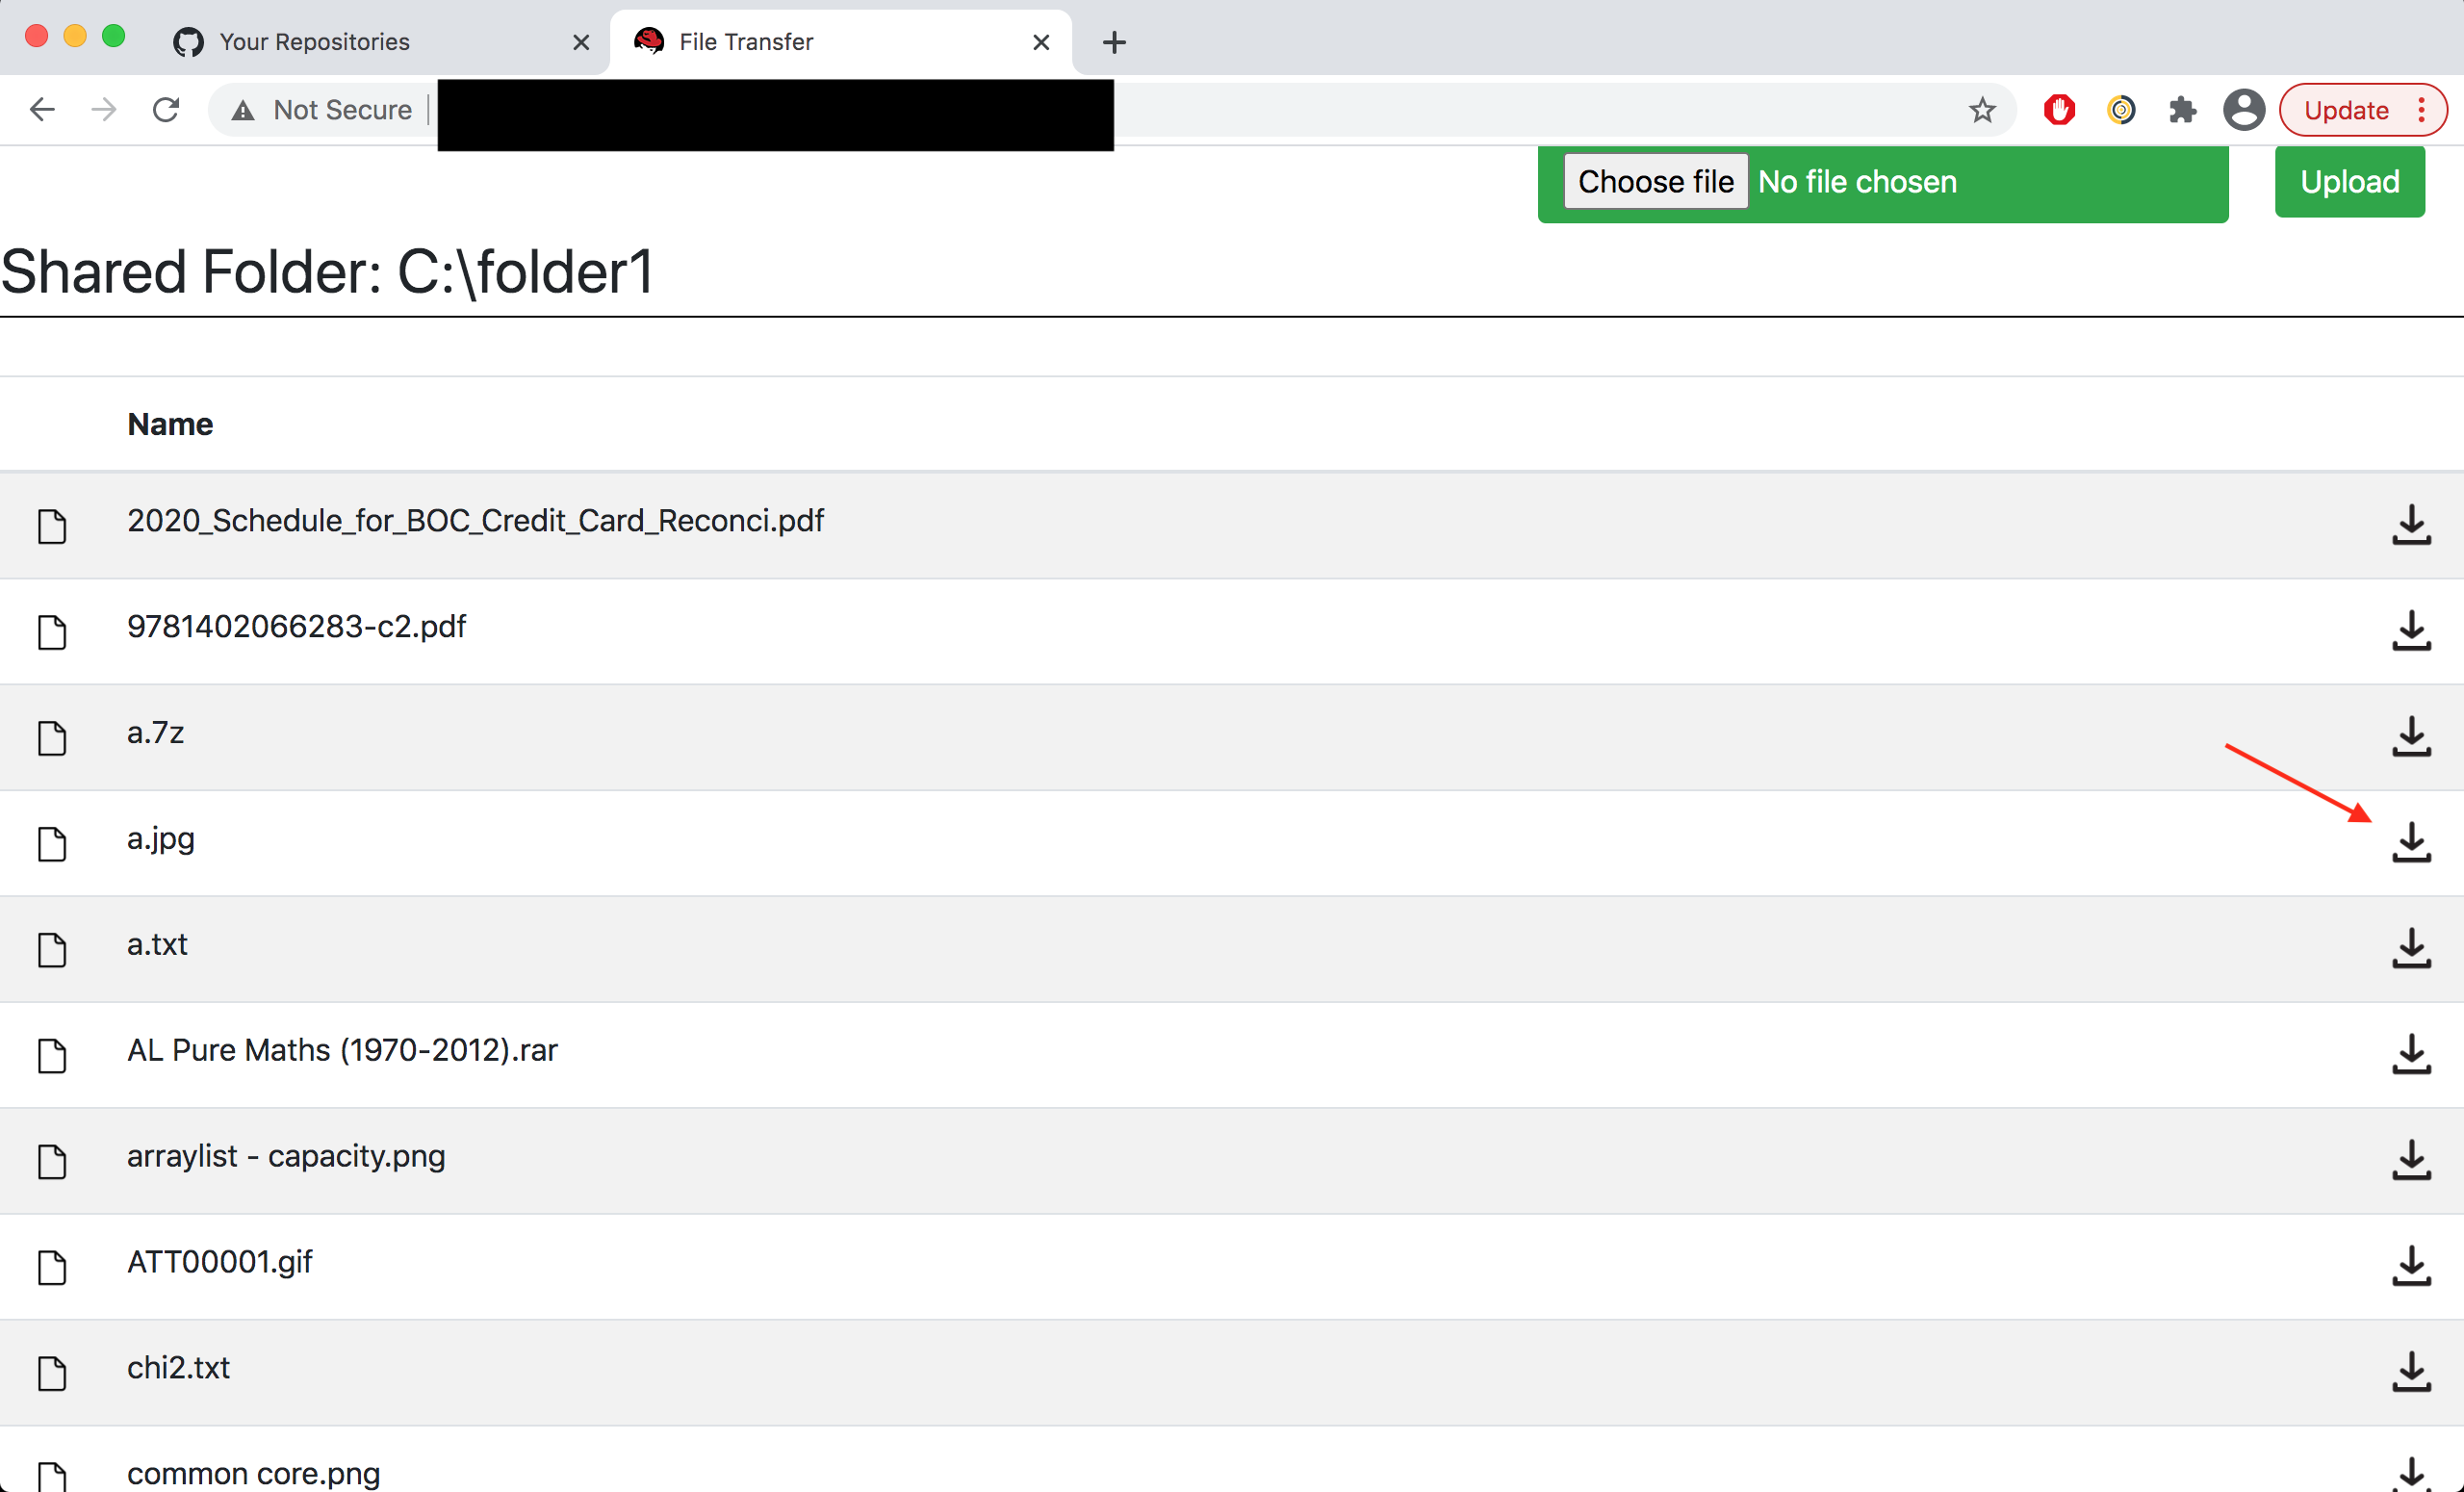 Your Repositories
File Transfer
Not Secure
Update
Choose file No file chosen
Upload
Shared Folder: C:\folder1
Name
2020_Schedule_for_BOC_Credit_Card_Reconci.pdf
9781402066283-c2.pdf
a.7z
a.jpg
a.txt
AL Pure Maths (1970-2012).rar
arraylist - capacity.png
ATT00001.gif
chi2.txt
common core.png